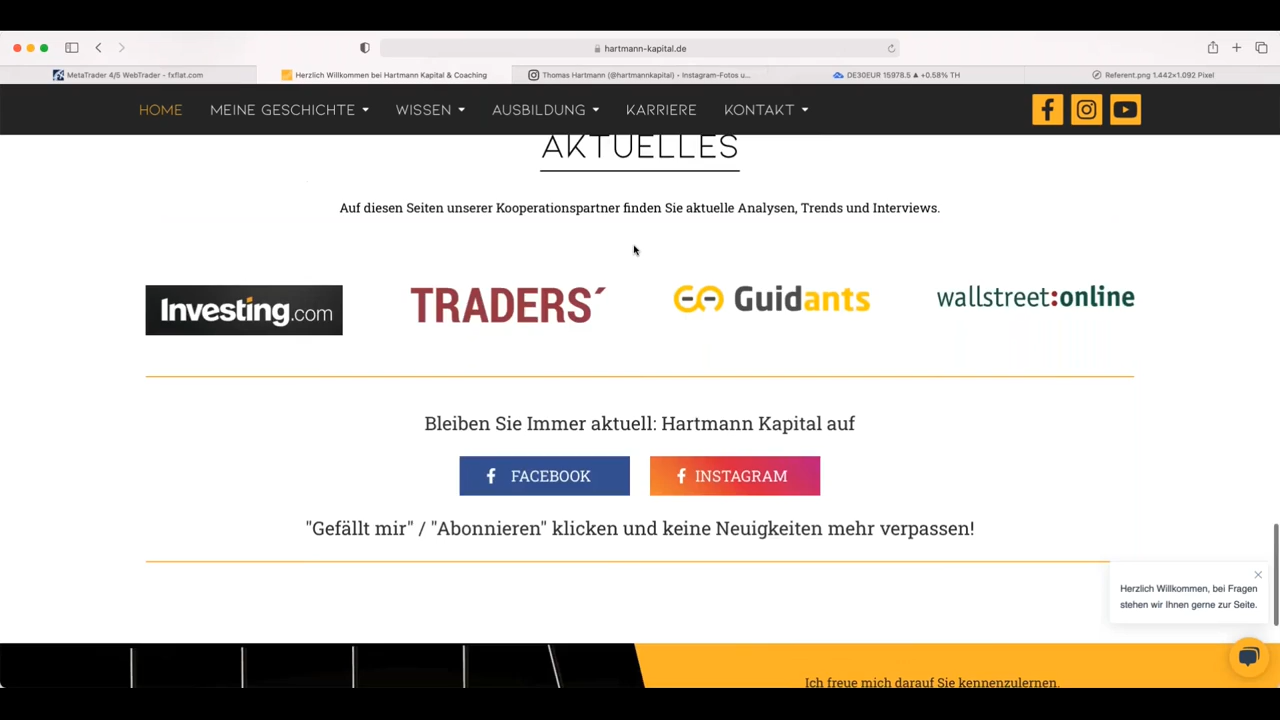 hartmann-kapital.de
MetaTrader 4/5 WebTrader - fxflat.com
Herzlich Willkommen bei Hartmann Kapital & Coaching
Thomas Hartmann (@hartmannkapital) • Instagram-Fotos u...
DE30EUR 15978.5 ▲ +0.58% TH
Referent.png 1.442×1.092 Pixel
HOME
MEINE GESCHICHTE
WISSEN
AUSBILDUNG
KARRIERE
KONTAKT
AKTUELLES
Auf diesen Seiten unserer Kooperationspartner finden Sie aktuelle Analysen, Trends und Interviews.
Investing.com
TRADERS´
Guidants
wallstreet:online
Bleiben Sie Immer aktuell: Hartmann Kapital auf
FACEBOOK
INSTAGRAM
"Gefällt mir" / "Abonnieren" klicken und keine Neuigkeiten mehr verpassen!
Herzlich Willkommen, bei Fragen
stehen wir Ihnen gerne zur Seite.
Ich freue mich darauf Sie kennenzulernen.